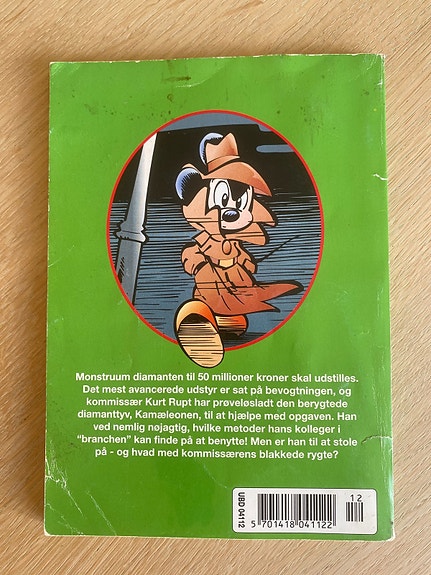 Monstruum diamanten til 50 millioner kroner skal udstilles.
Det mest avancerede udstyr er sat på bevogtningen, og
kommissær Kurt Rupt har prøveløsladt den berygtede
diamanttyv, Kamæleonen, til at hjælpe med opgaven. Han
ved nemlig nøjagtig, hvilke metoder hans kolleger i
“branchen” kan finde på at benytte! Men er han til at stole
på - og hvad med kommissærens blakkede rygte?
UBD 04112
12
5 701418 041122